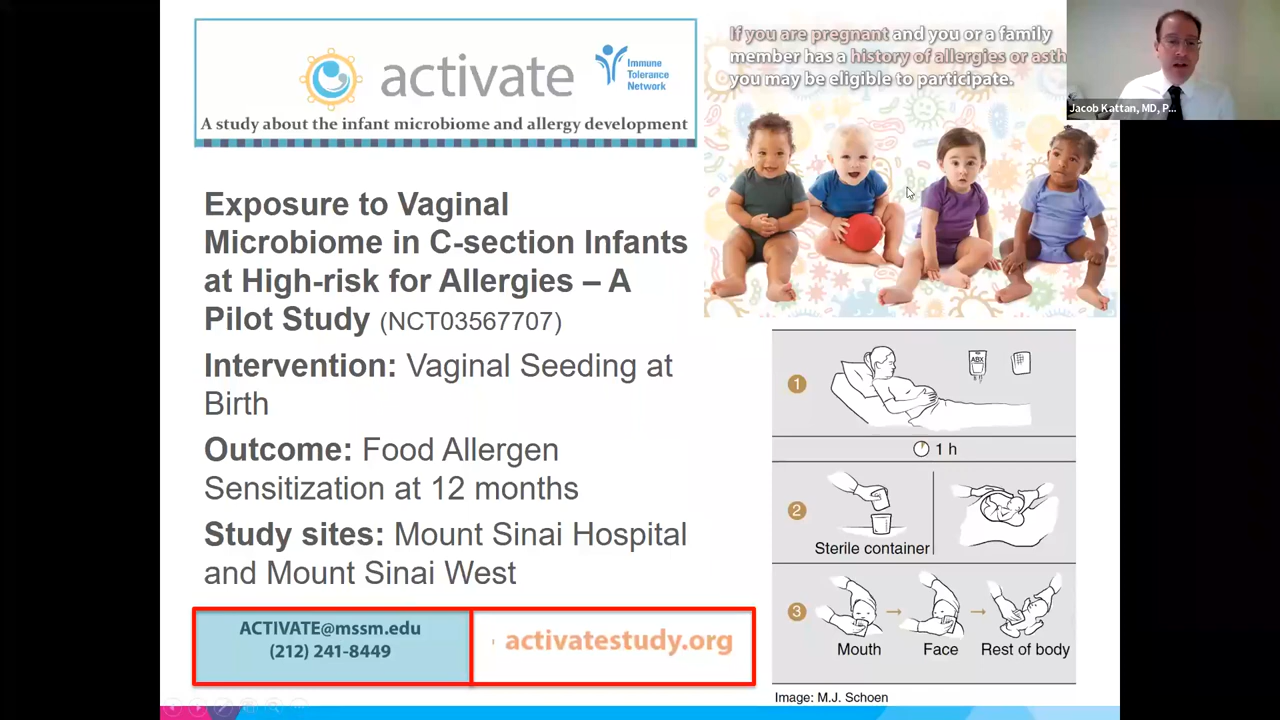 activate
Immune
Tolerance
Network
A study about the infant microbiome and allergy development
If you are pregnant and you or a family
member has a history of allergies or asth
you may be eligible to participate.
Jacob Kattan, MD, P...
Exposure to Vaginal
Microbiome in C-section Infants
at High-risk for Allergies – A
Pilot Study (NCT03567707)
Intervention: Vaginal Seeding at
Birth
Outcome: Food Allergen
Sensitization at 12 months
Study sites: Mount Sinai Hospital
and Mount Sinai West
ACTIVATE@mssm.edu
(212) 241-8449
activatestudy.org
1
ABX
1 h
2
Sterile container
3
Mouth
Face
Rest of body
Image: M.J. Schoen